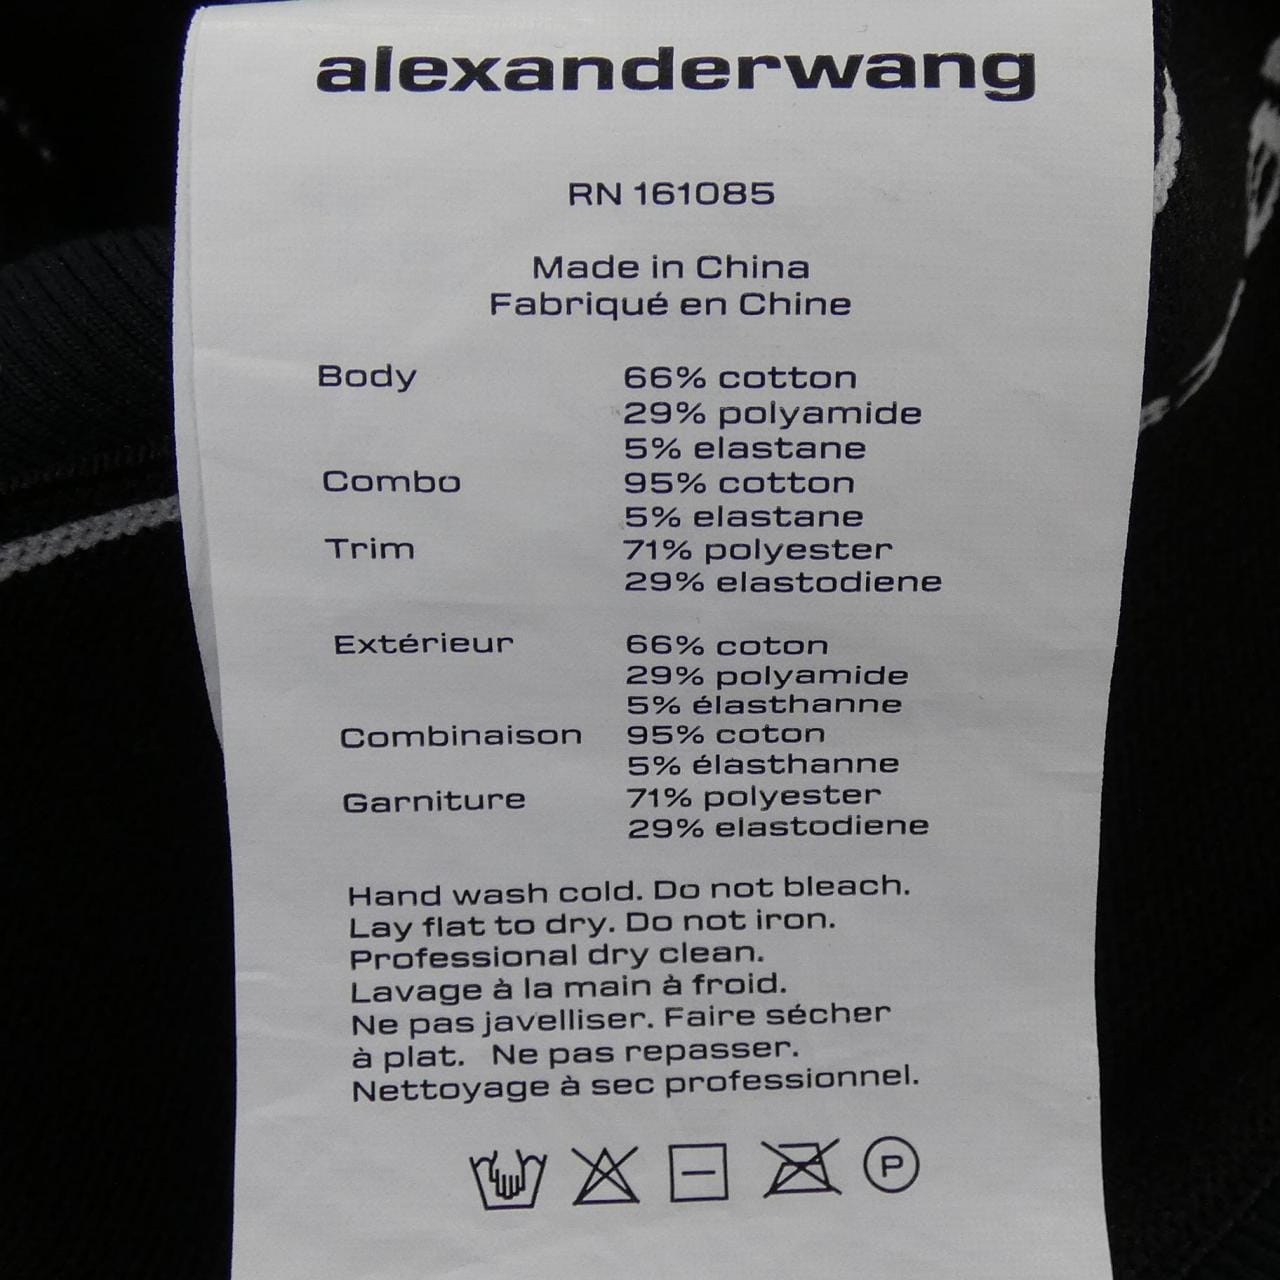 alexanderwang
RN 161085
Made in China
Fabriqué en Chine
Body 66% cotton
29% polyamide
5% elastane
Combo 95% cotton
5% elastane
Trim 71% polyester
29% elastodiene
Extérieur 66% coton
29% polyamide
5% élasthanne
Combinaison 95% coton
5% élasthanne
Garniture 71% polyester
29% elastodiene
Hand wash cold. Do not bleach.
Lay flat to dry. Do not iron.
Professional dry clean.
Lavage à la main à froid.
Ne pas javelliser. Faire sécher
à plat. Ne pas repasser.
Nettoyage à sec professionnel.
P